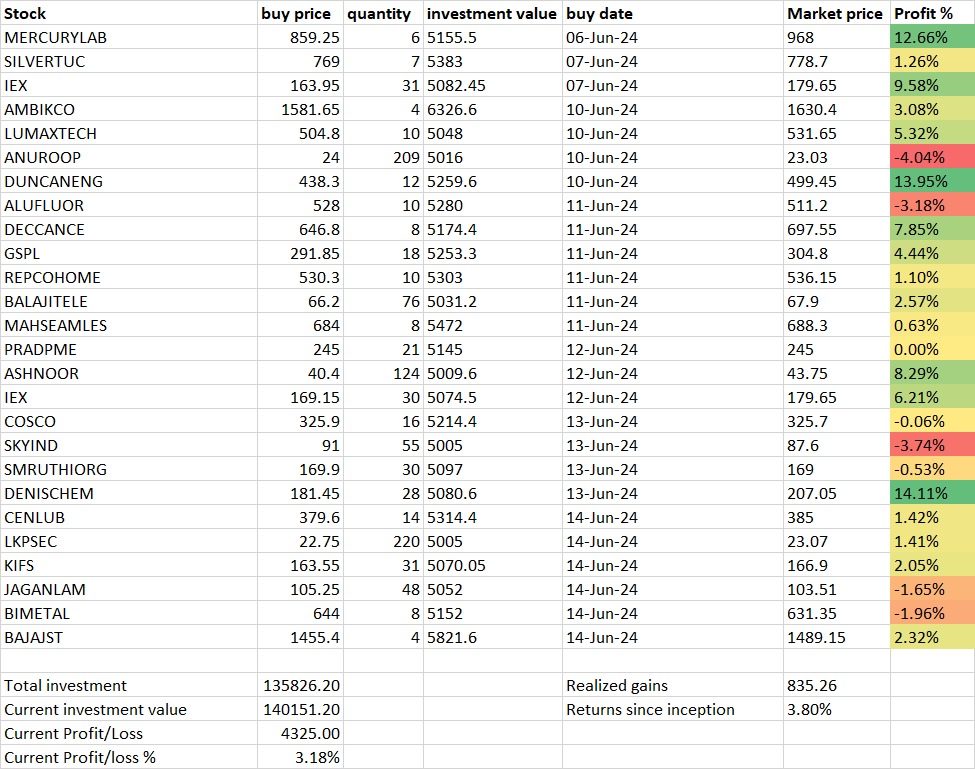 Stock buy price quantity investment value buy date Market price Profit %
MERCURYLAB 859.25 6 5155.5 06-Jun-24 968 12.66%
SILVERTUC 769 7 5383 07-Jun-24 778.7 1.26%
IEX 163.95 31 5082.45 07-Jun-24 179.65 9.58%
AMBIKCO 1581.65 4 6326.6 10-Jun-24 1630.4 3.08%
LUMAXTECH 504.8 10 5048 10-Jun-24 531.65 5.32%
ANUROOP 24 209 5016 10-Jun-24 23.03 -4.04%
DUNCANENG 438.3 12 5259.6 10-Jun-24 499.45 13.95%
ALUFLUOR 528 10 5280 11-Jun-24 511.2 -3.18%
DECCANCE 646.8 8 5174.4 11-Jun-24 697.55 7.85%
GSPL 291.85 18 5253.3 11-Jun-24 304.8 4.44%
REPCOHOME 530.3 10 5303 11-Jun-24 536.15 1.10%
BALAJITELE 66.2 76 5031.2 11-Jun-24 67.9 2.57%
MAHSEAMLES 684 8 5472 11-Jun-24 688.3 0.63%
PRADPME 245 21 5145 12-Jun-24 245 0.00%
ASHNOOR 40.4 124 5009.6 12-Jun-24 43.75 8.29%
IEX 169.15 30 5074.5 12-Jun-24 179.65 6.21%
COSCO 325.9 16 5214.4 13-Jun-24 325.7 -0.06%
SKYIND 91 55 5005 13-Jun-24 87.6 -3.74%
SMRUTHIORG 169.9 30 5097 13-Jun-24 169 -0.53%
DENISCHEM 181.45 28 5080.6 13-Jun-24 207.05 14.11%
CENLUB 379.6 14 5314.4 14-Jun-24 385 1.42%
LKPSEC 22.75 220 5005 14-Jun-24 23.07 1.41%
KIFS 163.55 31 5070.05 14-Jun-24 166.9 2.05%
JAGANLAM 105.25 48 5052 14-Jun-24 103.51 -1.65%
BIMETAL 644 8 5152 14-Jun-24 631.35 -1.96%
BAJAJST 1455.4 4 5821.6 14-Jun-24 1489.15 2.32%
Total investment 135826.20 Realized gains 835.26
Current investment value 140151.20 Returns since inception 3.80%
Current Profit/Loss 4325.00
Current Profit/loss % 3.18%